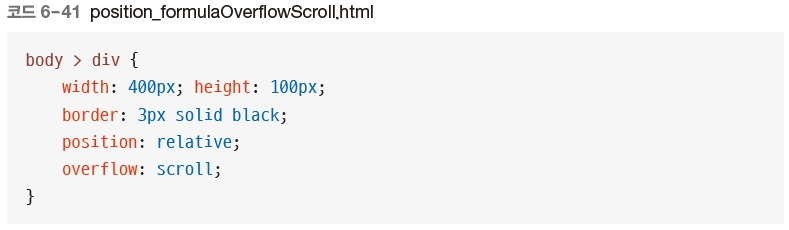 코드 6-41 position_formulaOverflowScroll.html
body > div {
    width: 400px; height: 100px;
    border: 3px solid black;
    position: relative;
    overflow: scroll;
}